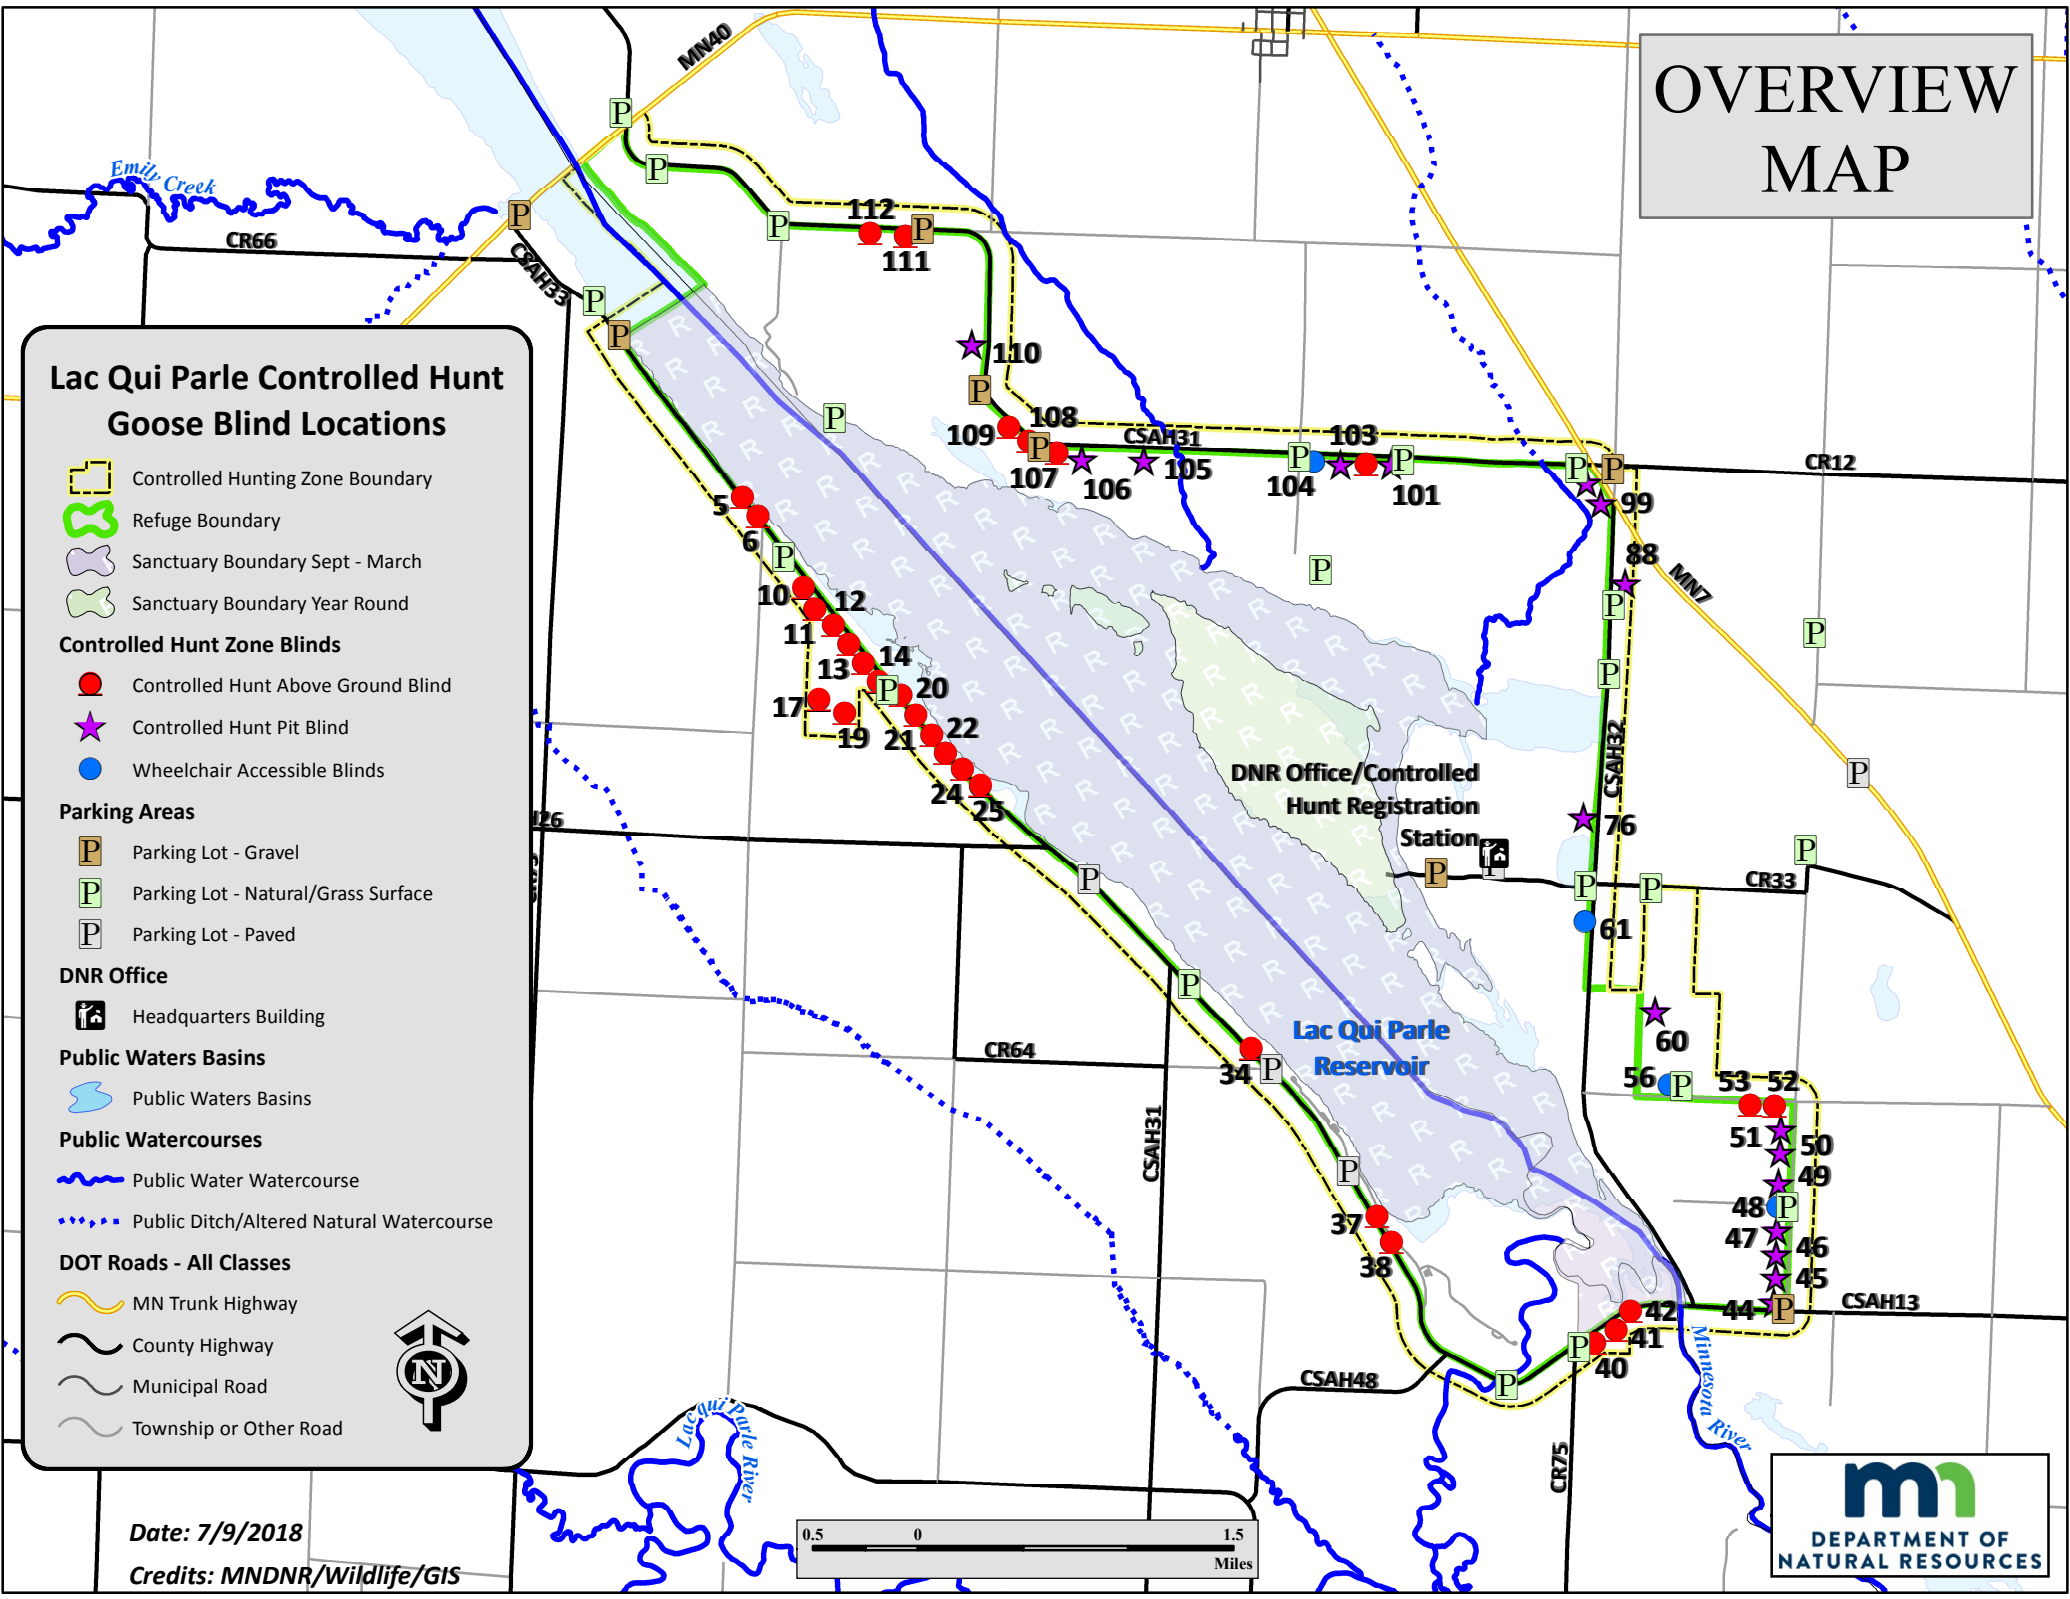 OVERVIEW
MAP
MN40
Emily Creek
CR66
CSAH33
112
111
110
109
108
107
106
105
CSAH31
104
103
101
CR12
99
88
MN7
5
6
10
11
12
13
14
17
19
20
21
22
24
25
CSAH32
76
DNR Office/Controlled
Hunt Registration
Station
CR33
61
60
56
53
52
51
50
49
48
47
46
45
44
CSAH13
42
41
40
Lac Qui Parle
Reservoir
34
37
38
CR64
CSAH31
CSAH48
CR75
Minnesota River
Lacqui Parle River
Lac Qui Parle Controlled Hunt
Goose Blind Locations
Controlled Hunting Zone Boundary
Refuge Boundary
Sanctuary Boundary Sept - March
Sanctuary Boundary Year Round
Controlled Hunt Zone Blinds
Controlled Hunt Above Ground Blind
Controlled Hunt Pit Blind
Wheelchair Accessible Blinds
Parking Areas
P Parking Lot - Gravel
P Parking Lot - Natural/Grass Surface
P Parking Lot - Paved
DNR Office
Headquarters Building
Public Waters Basins
Public Waters Basins
Public Watercourses
Public Water Watercourse
Public Ditch/Altered Natural Watercourse
DOT Roads - All Classes
MN Trunk Highway
County Highway
Municipal Road
Township or Other Road
N
Date: 7/9/2018
Credits: MNDNR/Wildlife/GIS
0.5 0 1.5
Miles
mn
DEPARTMENT OF
NATURAL RESOURCES